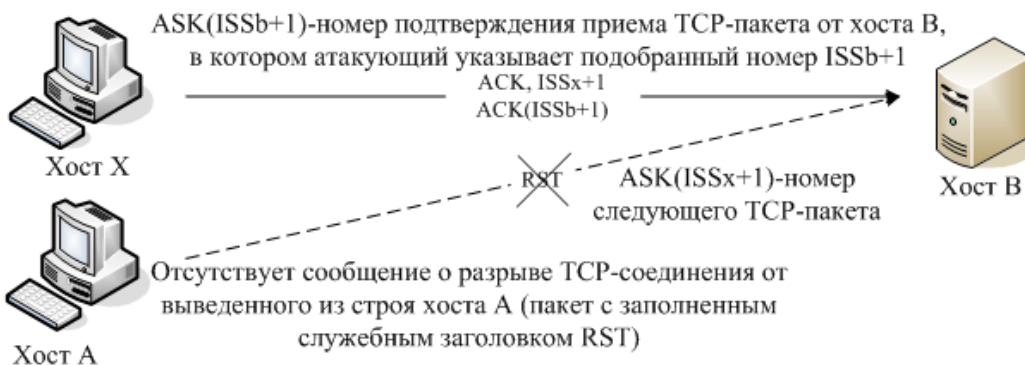 ASK(ISSb+1)-номер подтверждения приема TCP-пакета от хоста B,
в котором атакующий указывает подобранный номер ISSb+1
ACK, ISSx+1
ACK(ISSb+1)
Хост X
RST
ASK(ISSx+1)-номер
следующего TCP-пакета
Хост B
Отсутствует сообщение о разрыве TCP-соединения от
выведенного из строя хоста A (пакет с заполненным
служебным заголовком RST)
Хост A